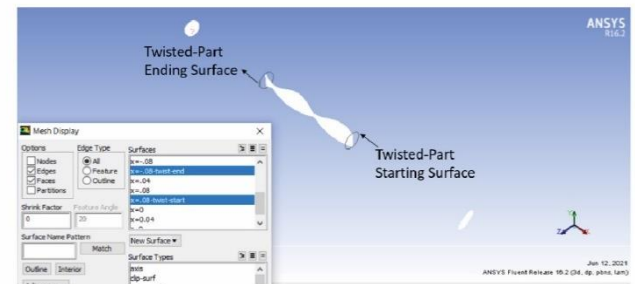 ANSYS
R16.2
Twisted-Part
Ending Surface
Twisted-Part
Starting Surface
Mesh Display
Options
Nodes
Edges
Faces
Partitions
Edge Type
All
Feature
Outline
Shrink Factor
0
Feature Angle
20
Surface Name Pattern
Match
Outline
Interior
Surfaces
x=-.08
x=-.08-twist-end
x=.04
x=.08
x=.08-twist-start
x=0
x=0.04
New Surface
Surface Types
axis
clip-surf
Y
Z
X
Jun 12, 2021
ANSYS Fluent Release 16.2 (3d, dp, pbns, lam)